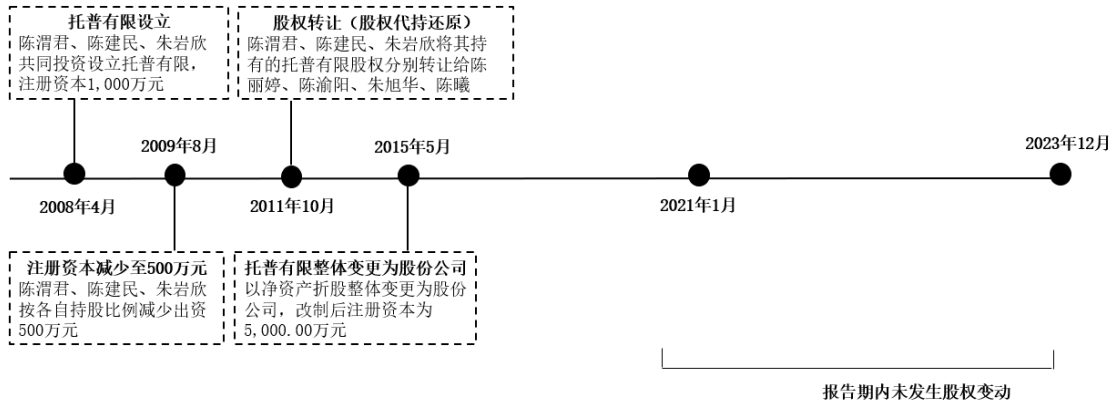 托普有限设立
陈渭君、陈建民、朱岩欣
共同投资设立托普有限，
注册资本1,000万元
股权转让（股权代持还原）
陈渭君、陈建民、朱岩欣将其持
有的托普有限股权分别转让给陈
丽婷、陈渝阳、朱旭华、陈曦
2009年8月
2015年5月
2023年12月
2008年4月
2011年10月
2021年1月
注册资本减少至500万元
陈渭君、陈建民、朱岩欣
按各自持股比例减少出资
500万元
托普有限整体变更为股份公司
以净资产折股整体变更为股份
公司，改制后注册资本为
5,000.00万元
报告期内未发生股权变动